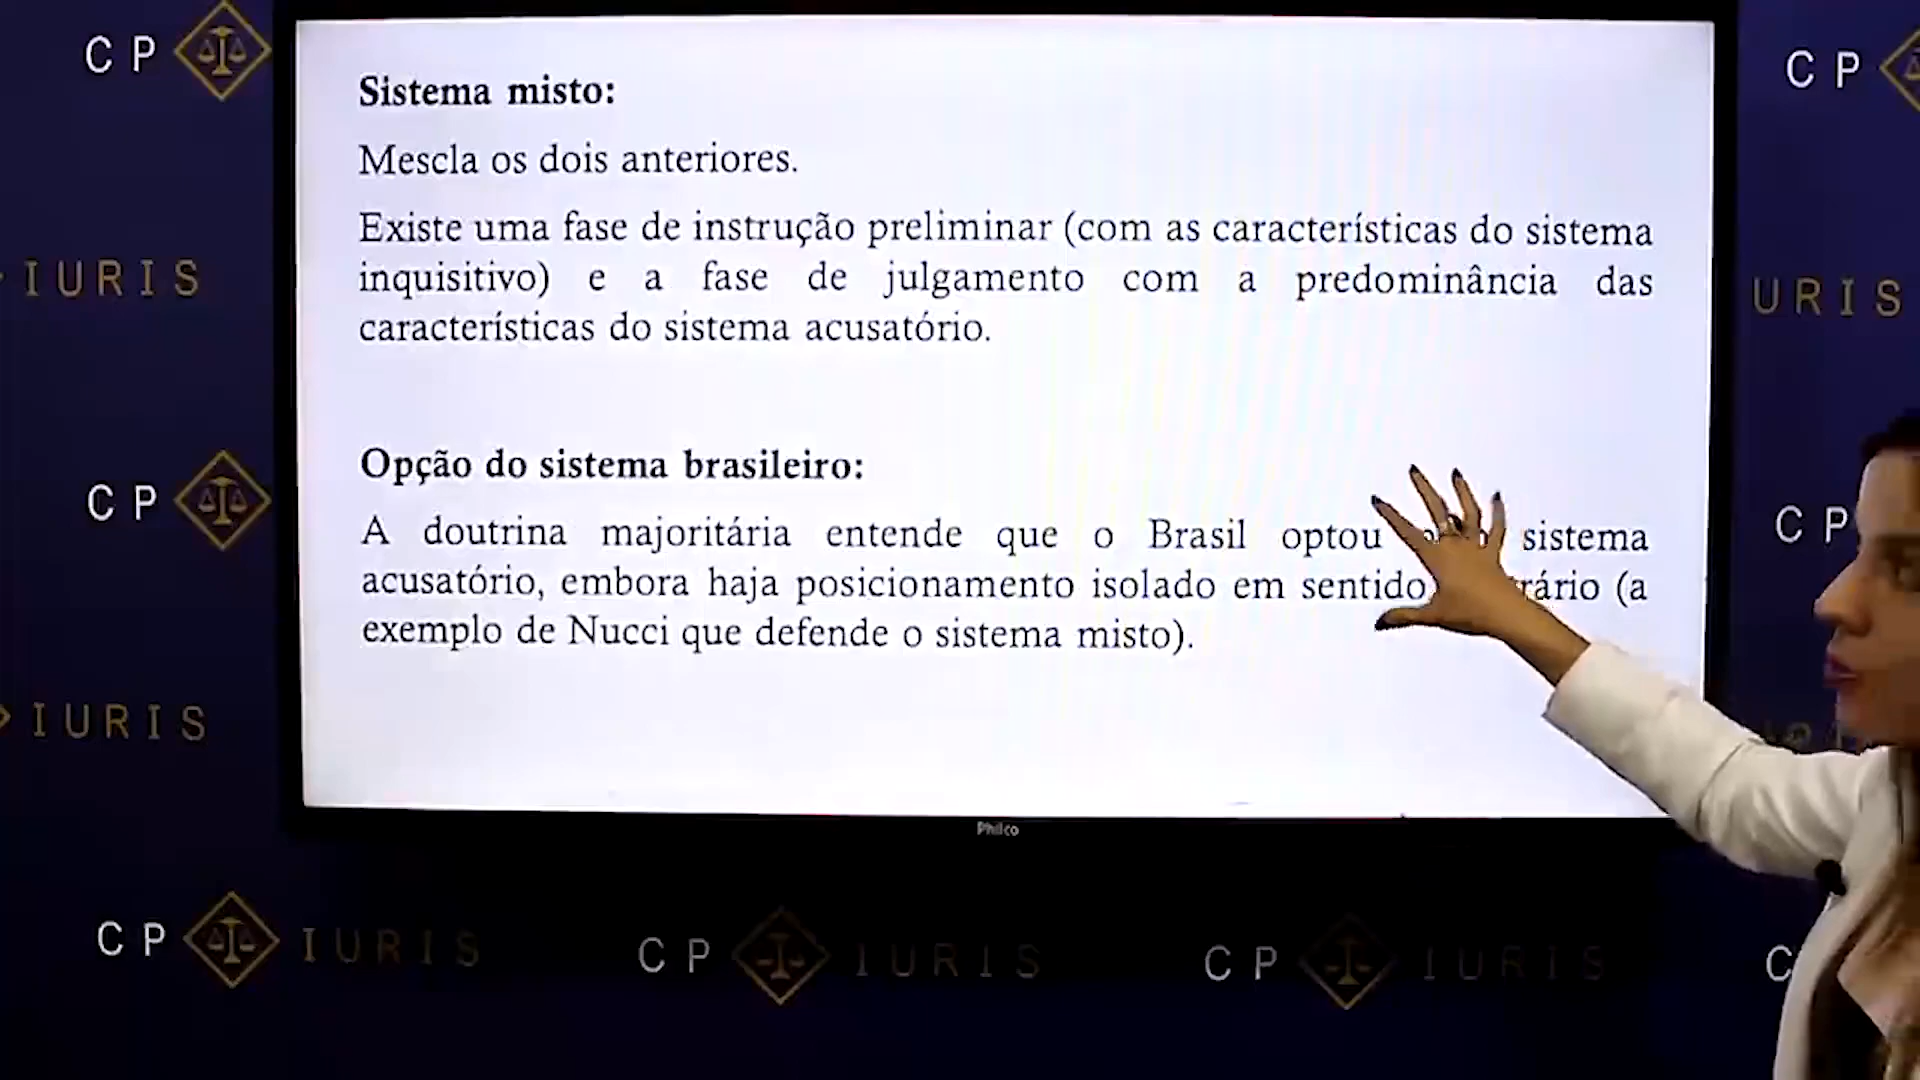 CP
CP
Sistema misto:
Mescla os dois anteriores.
Existe uma fase de instrução preliminar (com as características do sistema
inquisitivo) e a fase de julgamento com a predominância das
características do sistema acusatório.
IURIS
URIS
Opção do sistema brasileiro:
A doutrina majoritária entende que o Brasil optou sistema
acusatório, embora haja posicionamento isolado em sentido (a
exemplo de Nucci que defende o sistema misto).
CP
CP
IURIS
Philco
CP IURIS
CP IURIS
CP IURIS
C